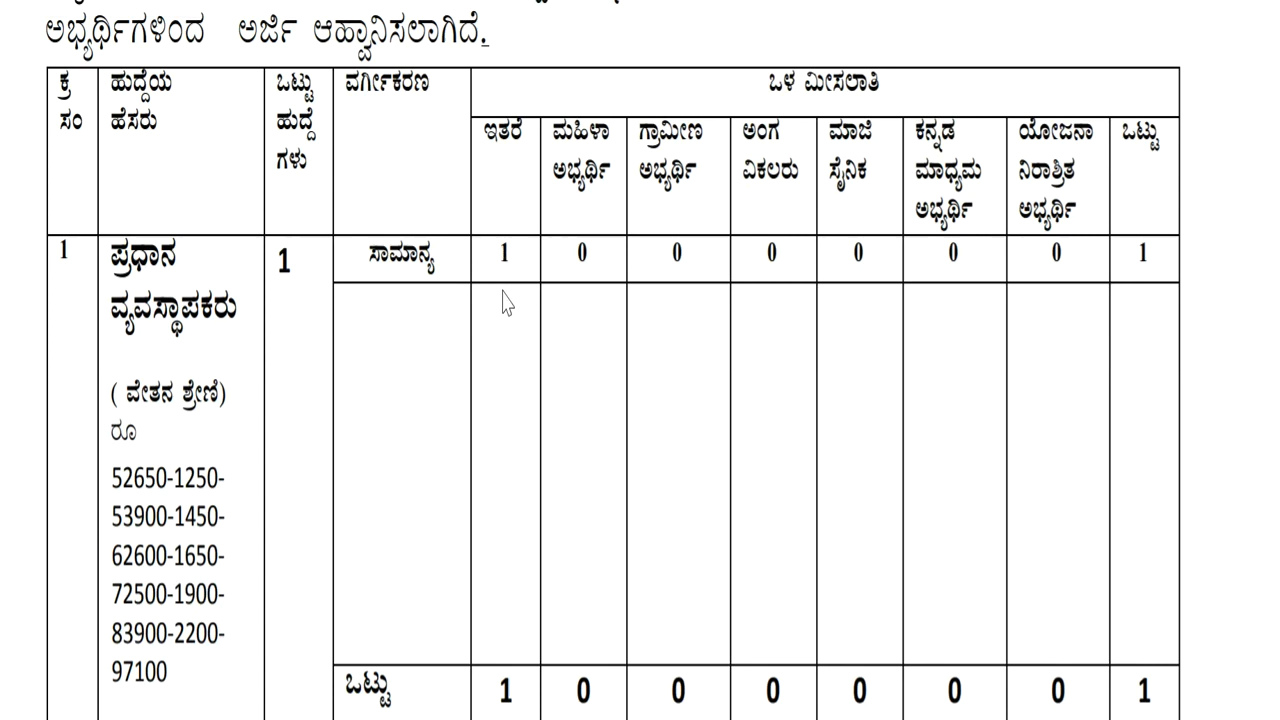 ಅಭ್ಯರ್ಥಿಗಳಿಂದ ಅರ್ಜಿ ಆಹ್ವಾನಿಸಲಾಗಿದೆ.
ಕ್ರ ಸಂ
ಹುದ್ದೆಯ ಹೆಸರು
ಒಟ್ಟು ಹುದ್ದೆ ಗಳು
ವರ್ಗೀಕರಣ
ಒಳ ಮೀಸಲಾತಿ
ಇತರೆ
ಮಹಿಳಾ ಅಭ್ಯರ್ಥಿ
ಗ್ರಾಮೀಣ ಅಭ್ಯರ್ಥಿ
ಅಂಗ ವಿಕಲರು
ಮಾಜಿ ಸೈನಿಕ
ಕನ್ನಡ ಮಾಧ್ಯಮ ಅಭ್ಯರ್ಥಿ
ಯೋಜನಾ ನಿರಾಶ್ರಿತ ಅಭ್ಯರ್ಥಿ
ಒಟ್ಟು
1
ಪ್ರಧಾನ
ವ್ಯವಸ್ಥಾಪಕರು
( ವೇತನ ಶ್ರೇಣಿ)
ರೂ
52650-1250-
53900-1450-
62600-1650-
72500-1900-
83900-2200-
97100
1
ಸಾಮಾನ್ಯ 1 0 0 0 0 0 0 1
ಒಟ್ಟು 1 0 0 0 0 0 0 1